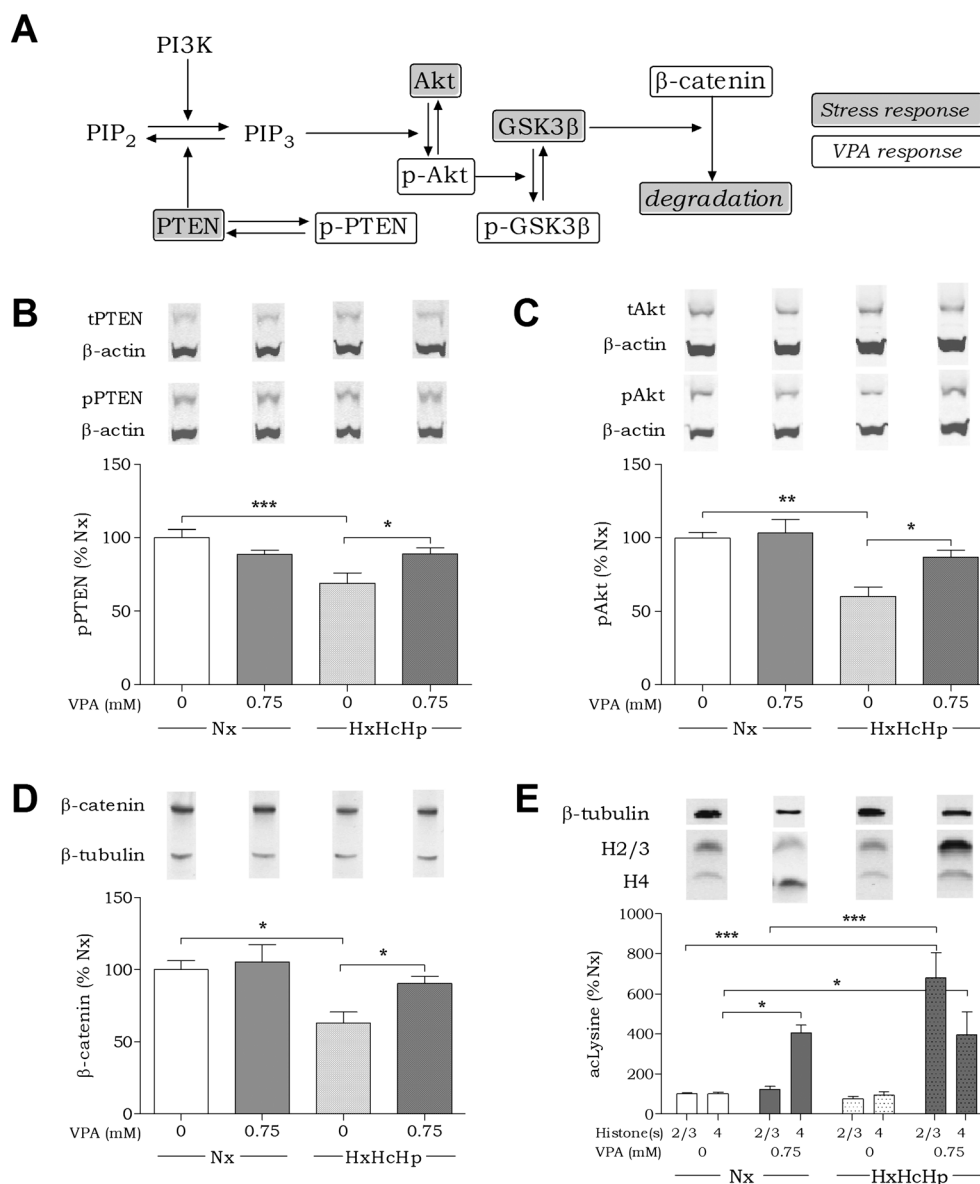 A
PI3K
PIP2 PIP3
Akt
p-Akt
GSK3β
p-GSK3β
β-catenin
degradation
PTEN p-PTEN
Stress response
VPA response
B
tPTEN
β-actin
pPTEN
β-actin
150
100
50
0
pPTEN (% Nx)
***
*
VPA (mM) 0 0.75 0 0.75
Nx HxHcHp
C
tAkt
β-actin
pAkt
β-actin
150
100
50
0
pAkt (% Nx)
**
*
VPA (mM) 0 0.75 0 0.75
Nx HxHcHp
D
β-catenin
β-tubulin
150
100
50
0
β-catenin (% Nx)
*
*
VPA (mM) 0 0.75 0 0.75
Nx HxHcHp
E
β-tubulin
H2/3
H4
1000
800
600
400
200
0
acLysine (%Nx)
***
***
*
*
Histone(s) 2/3 4 2/3 4 2/3 4 2/3 4
VPA (mM) 0 0.75 0 0.75
Nx HxHcHp